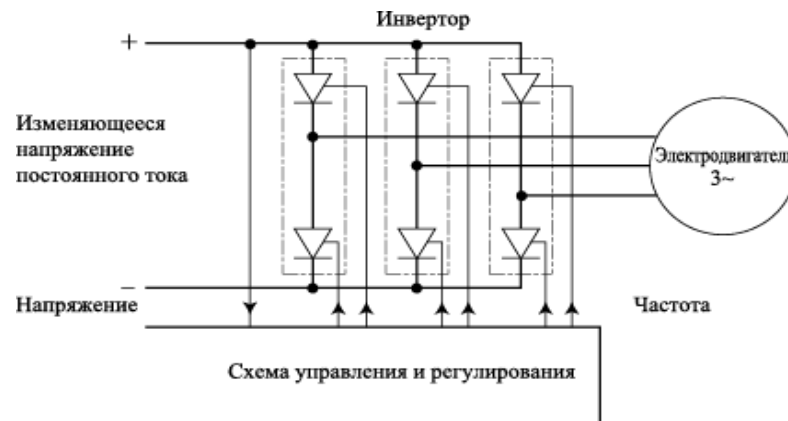 Инвертор
+
Изменяющееся
напряжение
постоянного тока
Электродвигатель
3~
−
Напряжение
Частота
Схема управления и регулирования